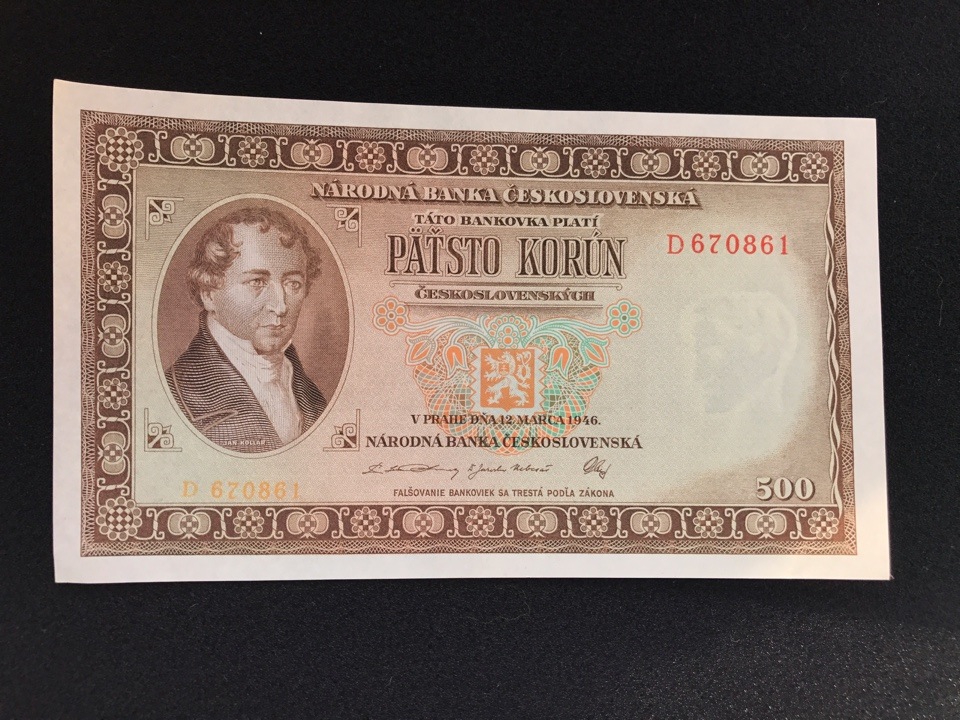 NÁRODNÁ BANKA ČESKOSLOVENSKÁ
TÁTO BANKOVKA PLATÍ
PÄŤSTO KORÚN
ČESKOSLOVENSKÝCH
D 670861
V PRAHE DŇA 12. MARCA 1946.
NÁRODNÁ BANKA ČESKOSLOVENSKÁ
JÁN KOLLÁR
D 670861
FALŠOVANIE BANKOVIEK SA TRESTÁ PODĽA ZÁKONA
500